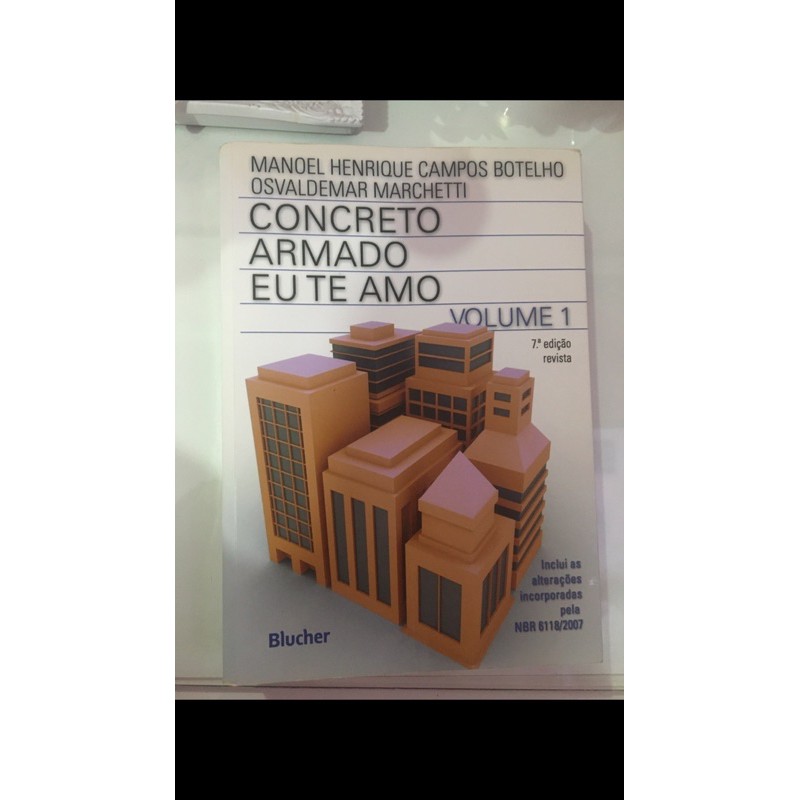 MANOEL HENRIQUE CAMPOS BOTELHO
OSVALDEMAR MARCHETTI
CONCRETO
ARMADO
EU TE AMO
VOLUME 1
7.ª edição
revista
Inclui as
alterações
incorporadas
pela
NBR 6118/2007
Blucher